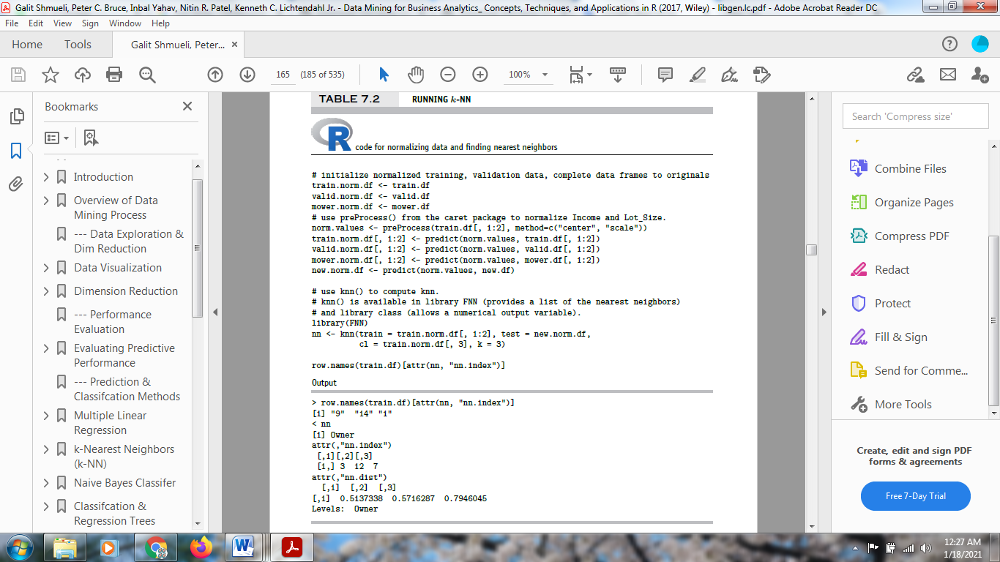 Galit Shmueli, Peter C. Bruce, Inbal Yahav, Nitin R. Patel, Kenneth C. Lichtendahl Jr. - Data Mining for Business Analytics_ Concepts, Techniques, and Applications in R (2017, Wiley) - libgen.lc.pdf - Adobe Acrobat Reader DC
File Edit View Sign Window Help
Home Tools Galit Shmueli, Peter... ×
165 (185 of 535) 100%
Bookmarks
Introduction
Overview of Data
Mining Process
--- Data Exploration &
Dim Reduction
Data Visualization
Dimension Reduction
--- Performance
Evaluation
Evaluating Predictive
Performance
--- Prediction &
Classifcation Methods
Multiple Linear
Regression
k-Nearest Neighbors
(k-NN)
Naive Bayes Classifer
Classifcation &
Regression Trees
TABLE 7.2 RUNNING k-NN
R code for normalizing data and finding nearest neighbors
# initialize normalized training, validation data, complete data frames to originals
train.norm.df <- train.df
valid.norm.df <- valid.df
mower.norm.df <- mower.df
# use preProcess() from the caret package to normalize Income and Lot_Size.
norm.values <- preProcess(train.df[, 1:2], method=c("center", "scale"))
train.norm.df[, 1:2] <- predict(norm.values, train.df[, 1:2])
valid.norm.df[, 1:2] <- predict(norm.values, valid.df[, 1:2])
mower.norm.df[, 1:2] <- predict(norm.values, mower.df[, 1:2])
new.norm.df <- predict(norm.values, new.df)
# use knn() to compute knn.
# knn() is available in library FNN (provides a list of the nearest neighbors)
# and library class (allows a numerical output variable).
library(FNN)
nn <- knn(train = train.norm.df[, 1:2], test = new.norm.df,
cl = train.norm.df[, 3], k = 3)
row.names(train.df)[attr(nn, "nn.index")]
Output
> row.names(train.df)[attr(nn, "nn.index")]
[1] "9" "14" "1"
< nn
[1] Owner
attr(,"nn.index")
[,1][,2][,3]
[1,] 3 12 7
attr(,"nn.dist")
[,1] [,2] [,3]
[,1] 0.5137338 0.5716287 0.7946045
Levels: Owner
Search 'Compress size'
Combine Files
Organize Pages
Compress PDF
Redact
Protect
Fill & Sign
Send for Comme...
More Tools
Create, edit and sign PDF
forms & agreements
Free 7-Day Trial
12:27 AM
1/18/2021